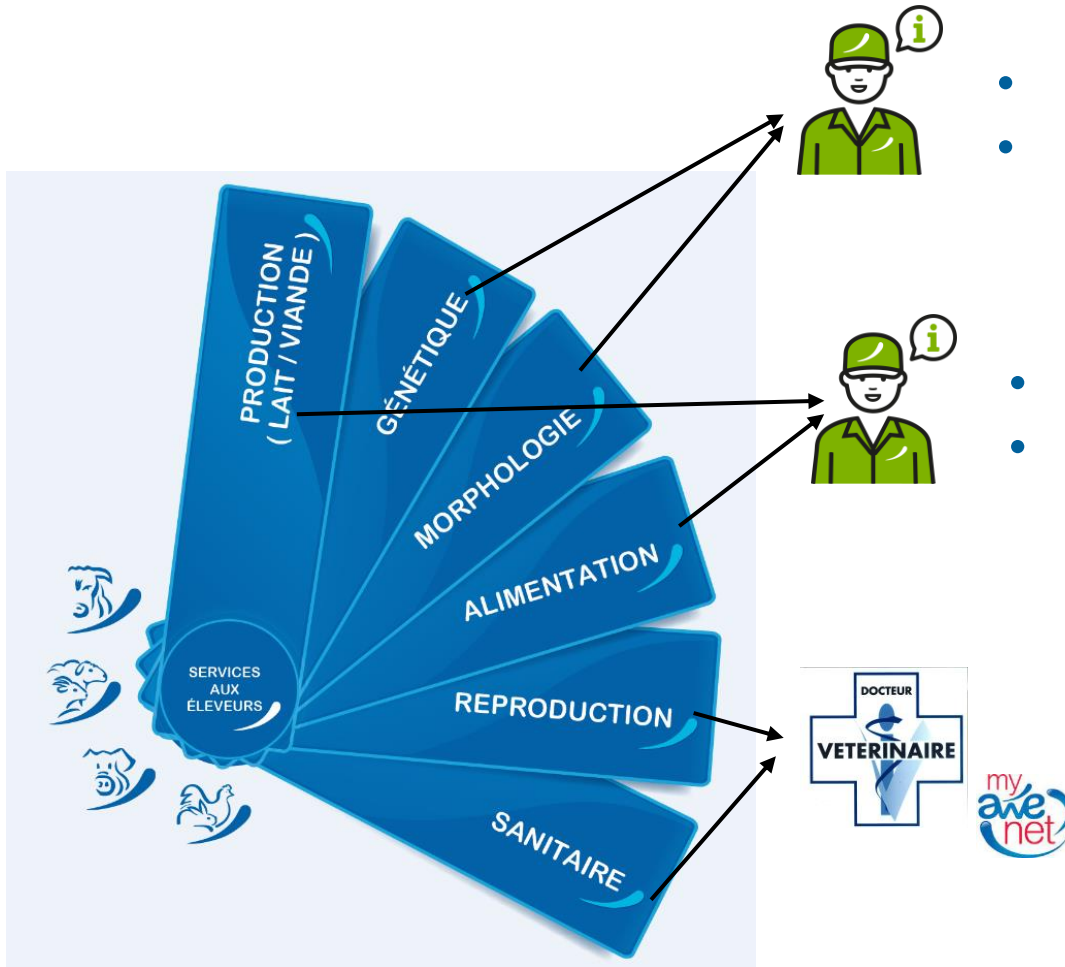 i
PRODUCTION
( LAIT / VIANDE )
GÉNÉTIQUE
MORPHOLOGIE
i
ALIMENTATION
REPRODUCTION
SANITAIRE
SERVICES
AUX
ÉLEVEURS
DOCTEUR
V
VETERINAIRE
my
awe
net